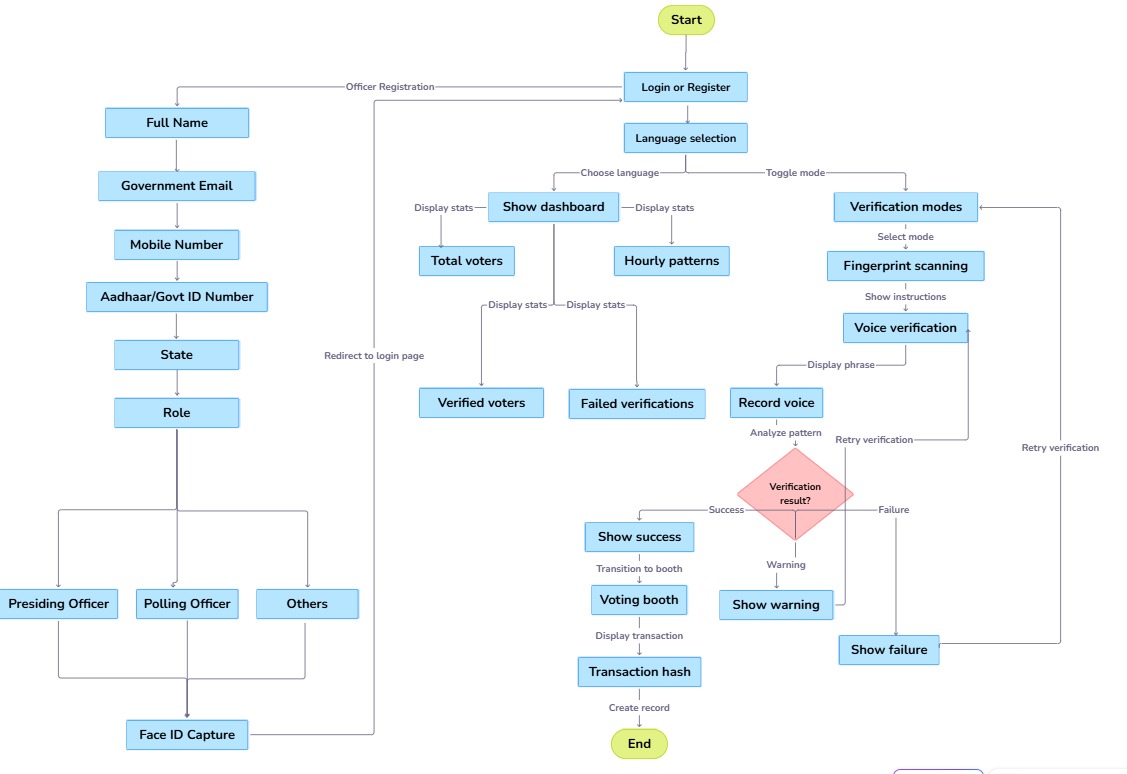 Start
Login or Register
Officer Registration
Full Name
Language selection
Choose language
Toggle mode
Government Email
Display stats
Show dashboard
Display stats
Verification modes
Mobile Number
Select mode
Total voters
Hourly patterns
Fingerprint scanning
Aadhaar/Govt ID Number
Show instructions
Display stats
Display stats
Voice verification
State
Redirect to login page
Display phrase
Role
Verified voters
Failed verifications
Record voice
Analyze pattern
Retry verification
Retry verification
Verification
result?
Success
Failure
Show success
Transition to booth
Warning
Presiding Officer
Polling Officer
Others
Voting booth
Show warning
Display transaction
Show failure
Transaction hash
Create record
Face ID Capture
End